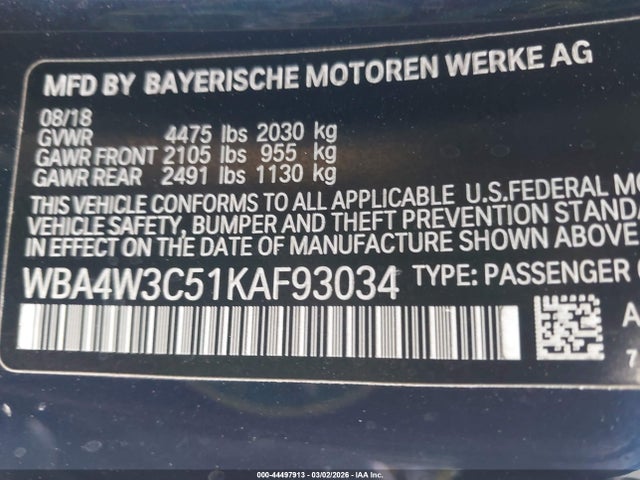 MFD BY BAYERISCHE MOTOREN WERKE AG
08/18
GVWR 4475 lbs 2030 kg
GAWR FRONT 2105 lbs 955 kg
GAWR REAR 2491 lbs 1130 kg
THIS VEHICLE CONFORMS TO ALL APPLICABLE U.S.FEDERAL MO
VEHICLE SAFETY, BUMPER AND THEFT PREVENTION STANDA
IN EFFECT ON THE DATE OF MANUFACTURE SHOWN ABOVE
WBA4W3C51KAF93034 TYPE: PASSENGER
A
7
000-44497913 | 03/02/2026 | IAA Inc.